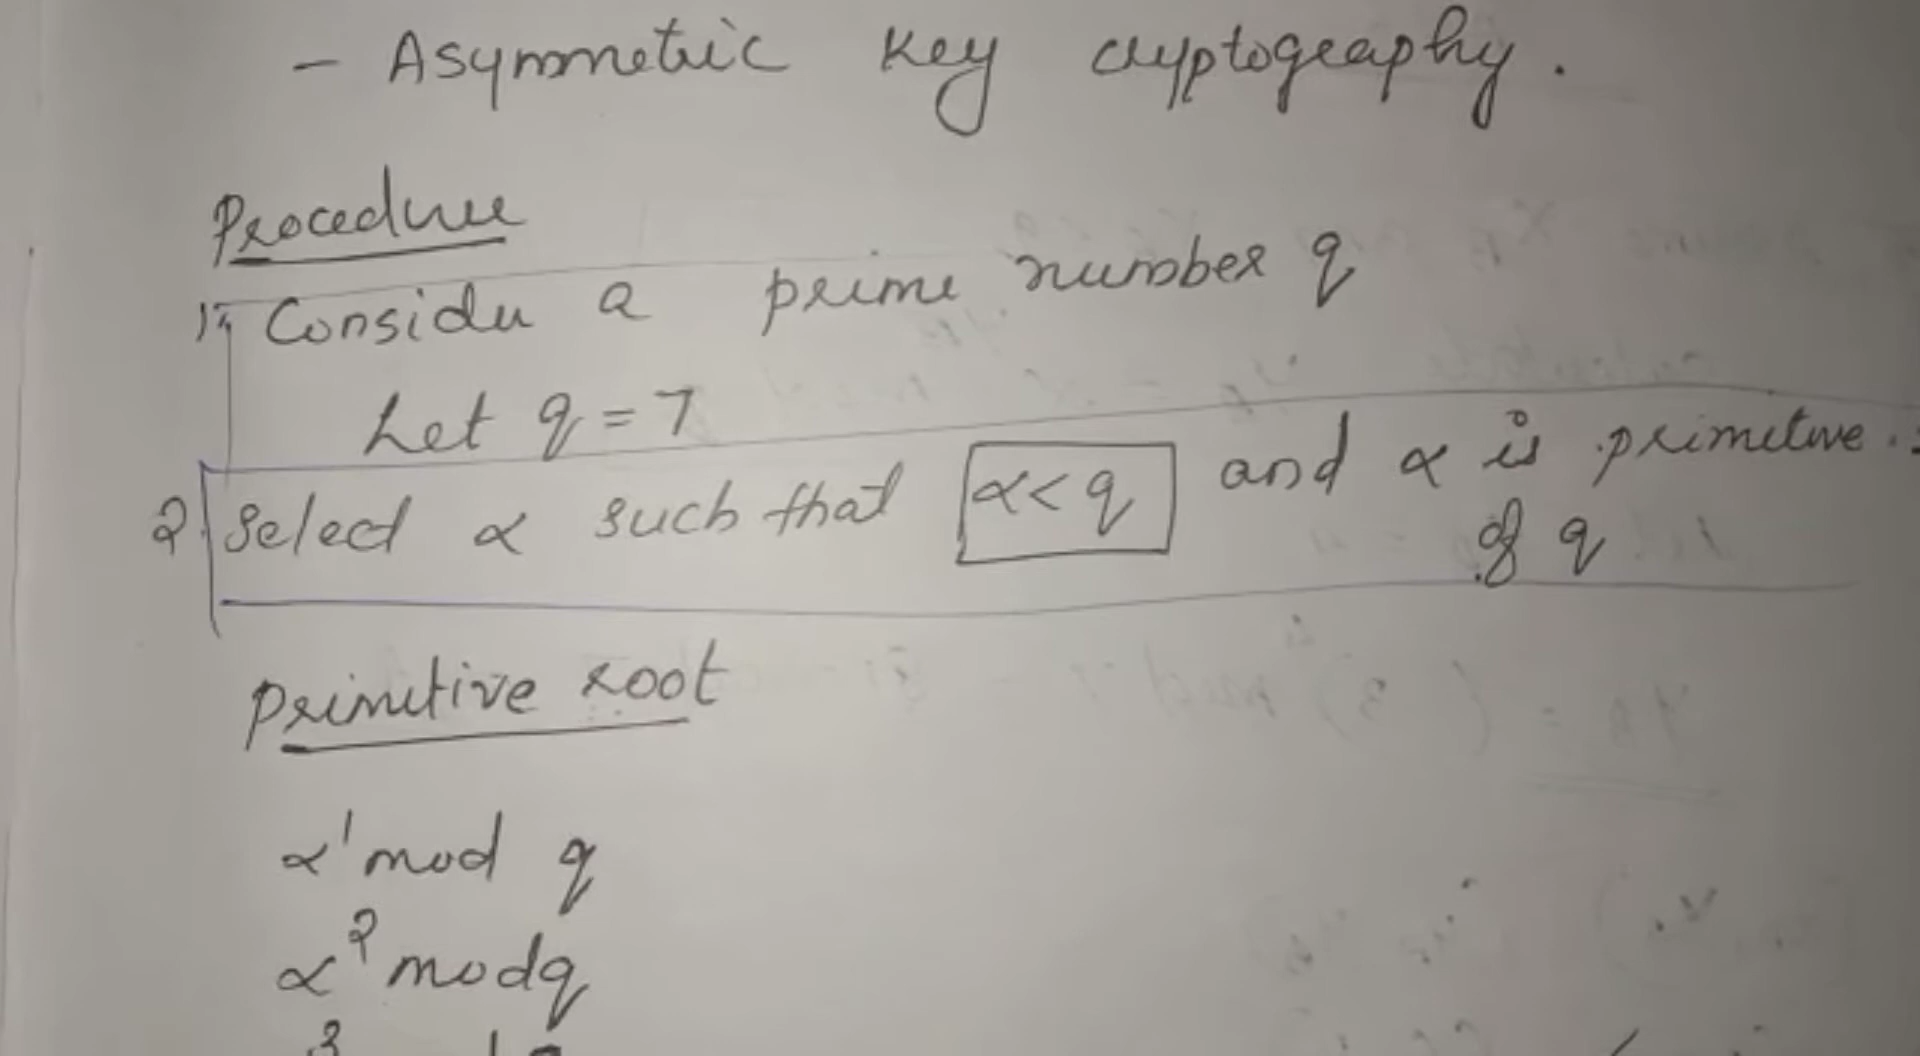 - Asymmetric key cryptography.
Procedure
1) Consider a prime number q
Let q = 7
2) Select α such that α<q and α is primitive
of q
primitive root
α¹ mod q
α² mod q
3